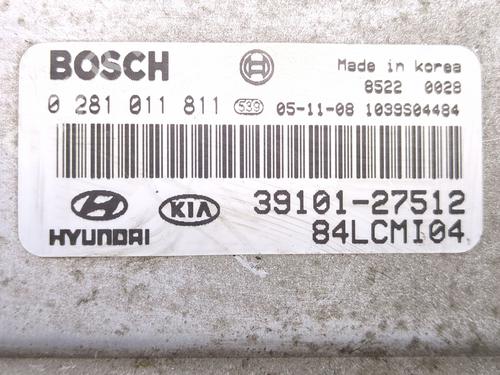 BOSCH
Made in korea
8522 0028
0 281 011 811 539 05-11-08 1039S04484
HYUNDAI KIA 39101-27512
84LCMI04